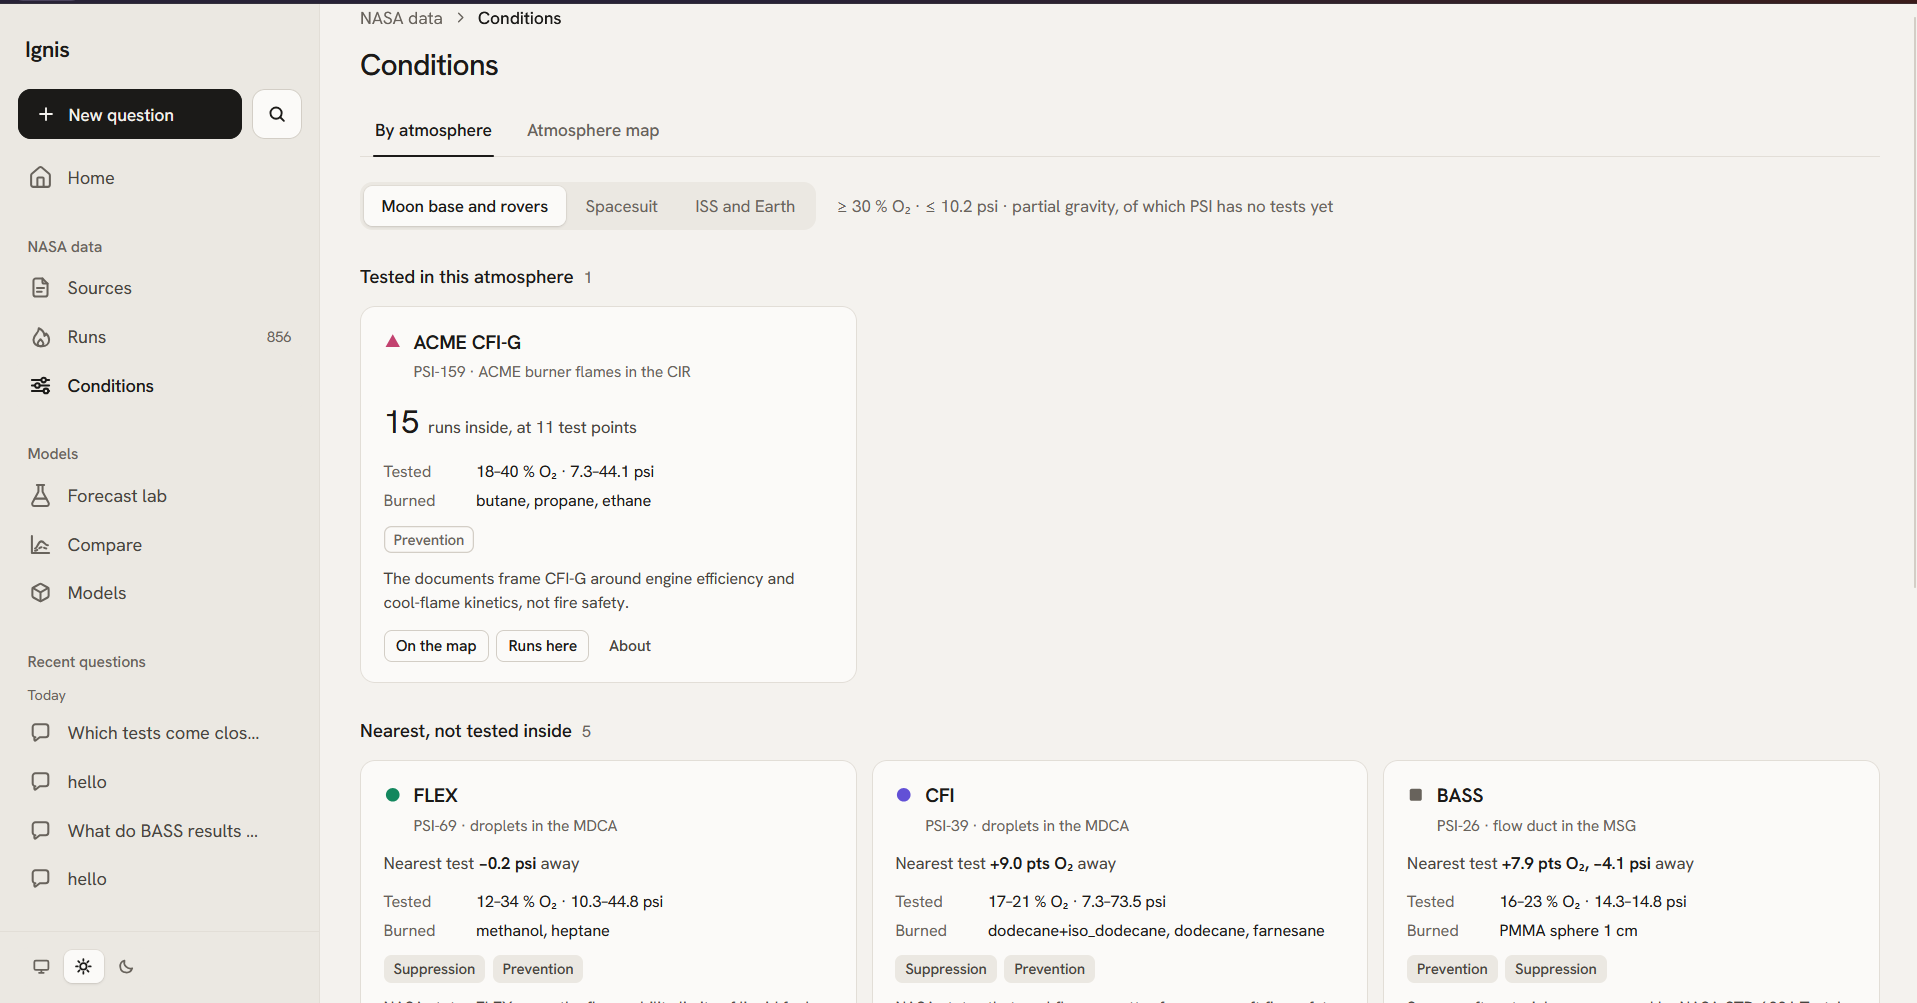 Ignis
New question
Home
NASA data
Sources
Runs 856
Conditions
Models
Forecast lab
Compare
Models
Recent questions
Today
Which tests come clos...
hello
What do BASS results ...
hello
NASA data > Conditions
Conditions
By atmosphere Atmosphere map
Moon base and rovers Spacesuit ISS and Earth ≥ 30 % O₂ · ≤ 10.2 psi · partial gravity, of which PSI has no tests yet
Tested in this atmosphere 1
ACME CFI-G
PSI-159 · ACME burner flames in the CIR
15 runs inside, at 11 test points
Tested 18–40 % O₂ · 7.3–44.1 psi
Burned butane, propane, ethane
Prevention
The documents frame CFI-G around engine efficiency and
cool-flame kinetics, not fire safety.
On the map Runs here About
Nearest, not tested inside 5
FLEX
PSI-69 · droplets in the MDCA
Nearest test −0.2 psi away
Tested 12–34 % O₂ · 10.3–44.8 psi
Burned methanol, heptane
Suppression Prevention
CFI
PSI-39 · droplets in the MDCA
Nearest test +9.0 pts O₂ away
Tested 17–21 % O₂ · 7.3–73.5 psi
Burned dodecane+iso_dodecane, dodecane, farnesane
Suppression Prevention
BASS
PSI-26 · flow duct in the MSG
Nearest test +7.9 pts O₂, −4.1 psi away
Tested 16–23 % O₂ · 14.3–14.8 psi
Burned PMMA sphere 1 cm
Prevention Suppression